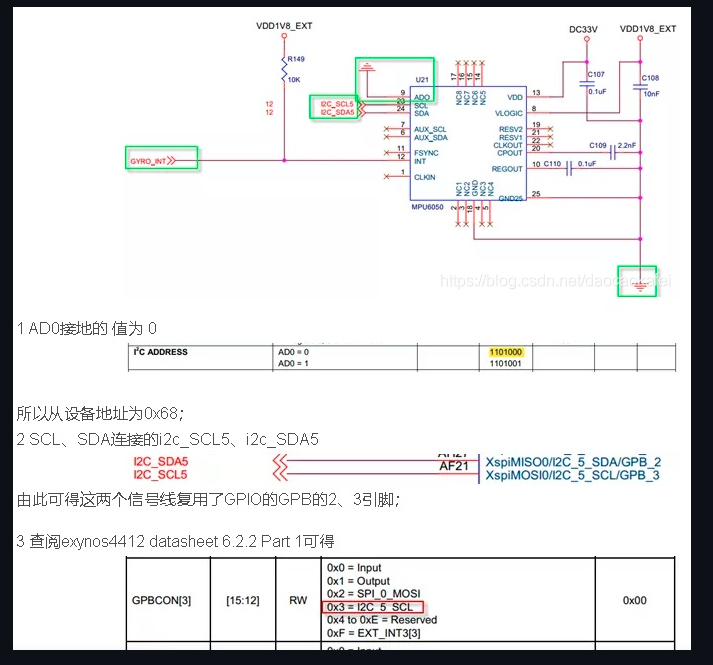 VDD1V8_EXT
DC33V
VDD1V8_EXT
R149
10K
U21
17
16
15
14
NC8
NC7
NC6
NC5
C107
0.1uF
C108
10nF
9
ADO
12
I2C_SCL5
23
SCL
12
I2C_SDA5
24
SDA
VDD
13
VLOGIC
8
7
AUX_SCL
6
AUX_SDA
RESV2
19
RESV1
21
CLKOUT
22
CPOUT
20
C109
2.2nF
GYRO_INT
11
FSYNC
12
INT
REGOUT
10
C110
0.1uF
1
CLKIN
NC1
NC2
GND
NC3
NC4
GND25
25
MPU6050
2
3
18
4
5
https://blog.csdn.net/daocaokafei
1 AD0接地的 值为 0
I²C ADDRESS
AD0 = 0
1101000
AD0 = 1
1101001
所以从设备地址为0x68；
2 SCL、SDA连接的i2c_SCL5、i2c_SDA5
I2C_SDA5
AH27
XspiMISO0/I2C_5_SDA/GPB_2
I2C_SCL5
AF21
XspiMOSI0/I2C_5_SCL/GPB_3
由此可得这两个信号线复用了GPIO的GPB的2、3引脚；
3 查阅exynos4412 datasheet 6.2.2 Part 1可得
GPBCON[3]
[15:12]
RW
0x0 = Input
0x1 = Output
0x2 = SPI_0_MOSI
0x3 = I2C_5_SCL
0x4 to 0xE = Reserved
0xF = EXT_INT3[3]
0x00
0x0 = Input